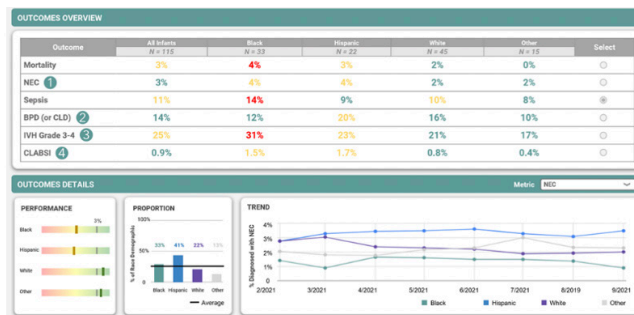 OUTCOMES OVERVIEW
Outcome All Infants Black Hispanic White Other Select
N = 115 N = 33 N = 22 N = 45 N = 15
Mortality 3% 4% 3% 2% 0%
NEC 1 3% 4% 4% 2% 2%
Sepsis 11% 14% 9% 10% 8%
BPD (or CLD) 2 14% 12% 20% 16% 10%
IVH Grade 3-4 3 25% 31% 23% 21% 17%
CLABSI 4 0.9% 1.5% 1.7% 0.8% 0.4%
OUTCOMES DETAILS Metric NEC
PERFORMANCE
3%
Black
Hispanic
White
Other
PROPORTION
% of Base Demographic
100%
50%
0%
33% 41% 22% 13%
Black Hispanic White Other
Average
TREND
% Diagnosed with NEC
4%
3%
2%
1%
0
2/2021 3/2021 4/2021 5/2021 6/2021 7/2021 8/2019 9/2021
Black Hispanic White Other